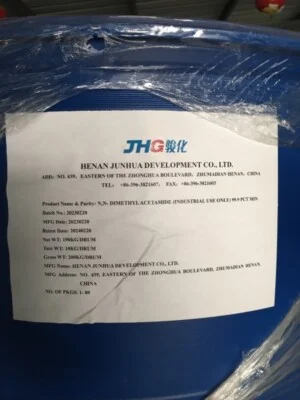 JHG 骏化
HENAN JUNHUA DEVELOPMENT CO., LTD.
ADD: NO. 439, EASTERN OF THE ZHONGHUA BOULEVARD, ZHUMADIAN HENAN, CHINA
TEL: +86-396-3821607; FAX: +86-396-3821605
Product Name & Purity: N,N- DIMETHYL ACETAMIDE (INDUSTRIAL USE ONLY) 99.9 PCT MIN
Batch No.: 20230220
MFG Date: 20230220
Retest Date: 20240220
Net WT: 190KG/DRUM
Tare WT: 10KG/DRUM
Gross WT: 200KG/DRUM
MFG Name: HENAN JUNHUA DEVELOPMENT CO., LTD.
MFG Address: NO. 439, EASTERN OF THE ZHONGHUA BOULEVARD, ZHUMADIAN HENAN,
CHINA
NO. OF PKGS: 1- 80